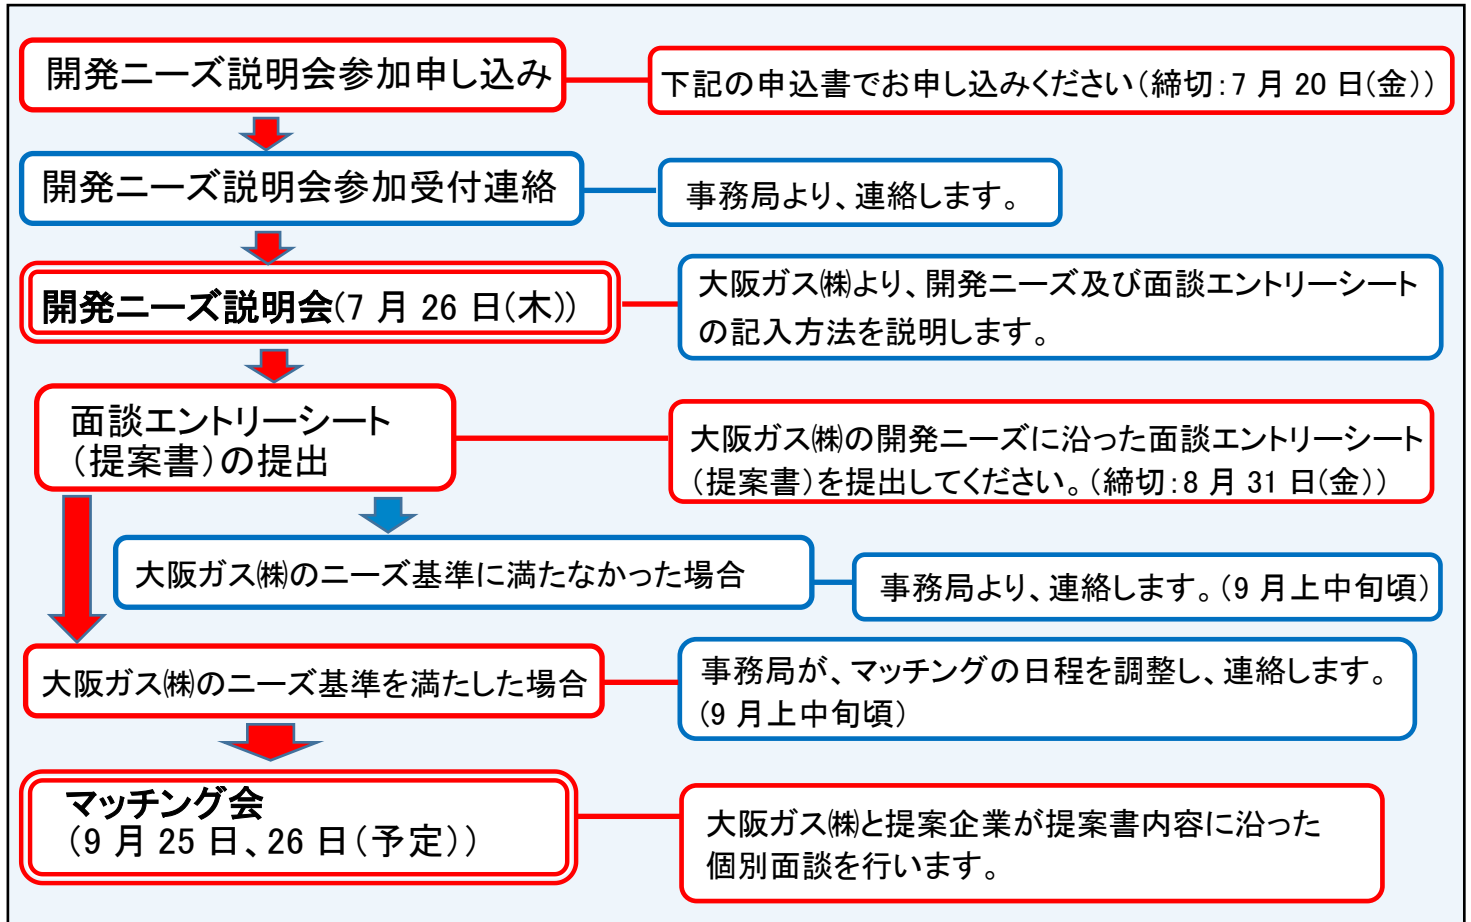 開発ニーズ説明会参加申し込み
下記の申込書でお申し込みください（締切：7 月 20 日（金））
開発ニーズ説明会参加受付連絡
事務局より、連絡します。
開発ニーズ説明会(7 月 26 日(木))
大阪ガス㈱より、開発ニーズ及び面談エントリーシート
の記入方法を説明します。
面談エントリーシート
（提案書）の提出
大阪ガス㈱の開発ニーズに沿った面談エントリーシート
（提案書）を提出してください。（締切：8 月 31 日（金））
大阪ガス㈱のニーズ基準に満たなかった場合
事務局より、連絡します。（9 月上中旬頃）
大阪ガス㈱のニーズ基準を満たした場合
事務局が、マッチングの日程を調整し、連絡します。
（9 月上中旬頃）
マッチング会
（9 月 25 日、26 日（予定））
大阪ガス㈱と提案企業が提案書内容に沿った
個別面談を行います。